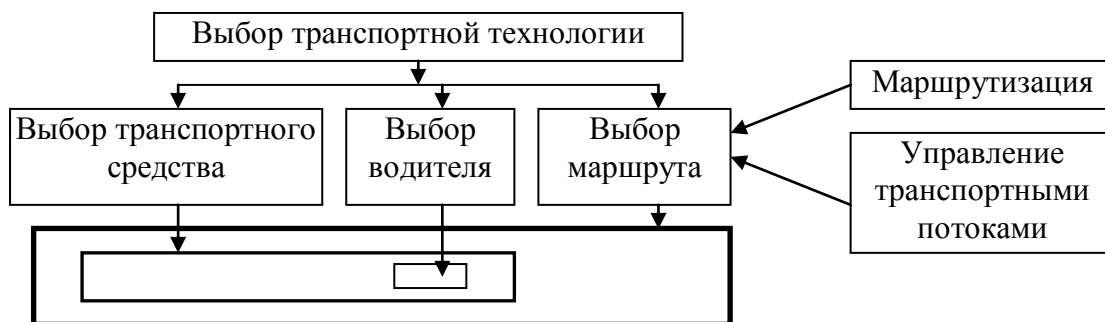 Выбор транспортной технологии
Маршрутизация
Выбор транспортного
средства
Выбор
водителя
Выбор
маршрута
Управление
транспортными
потоками